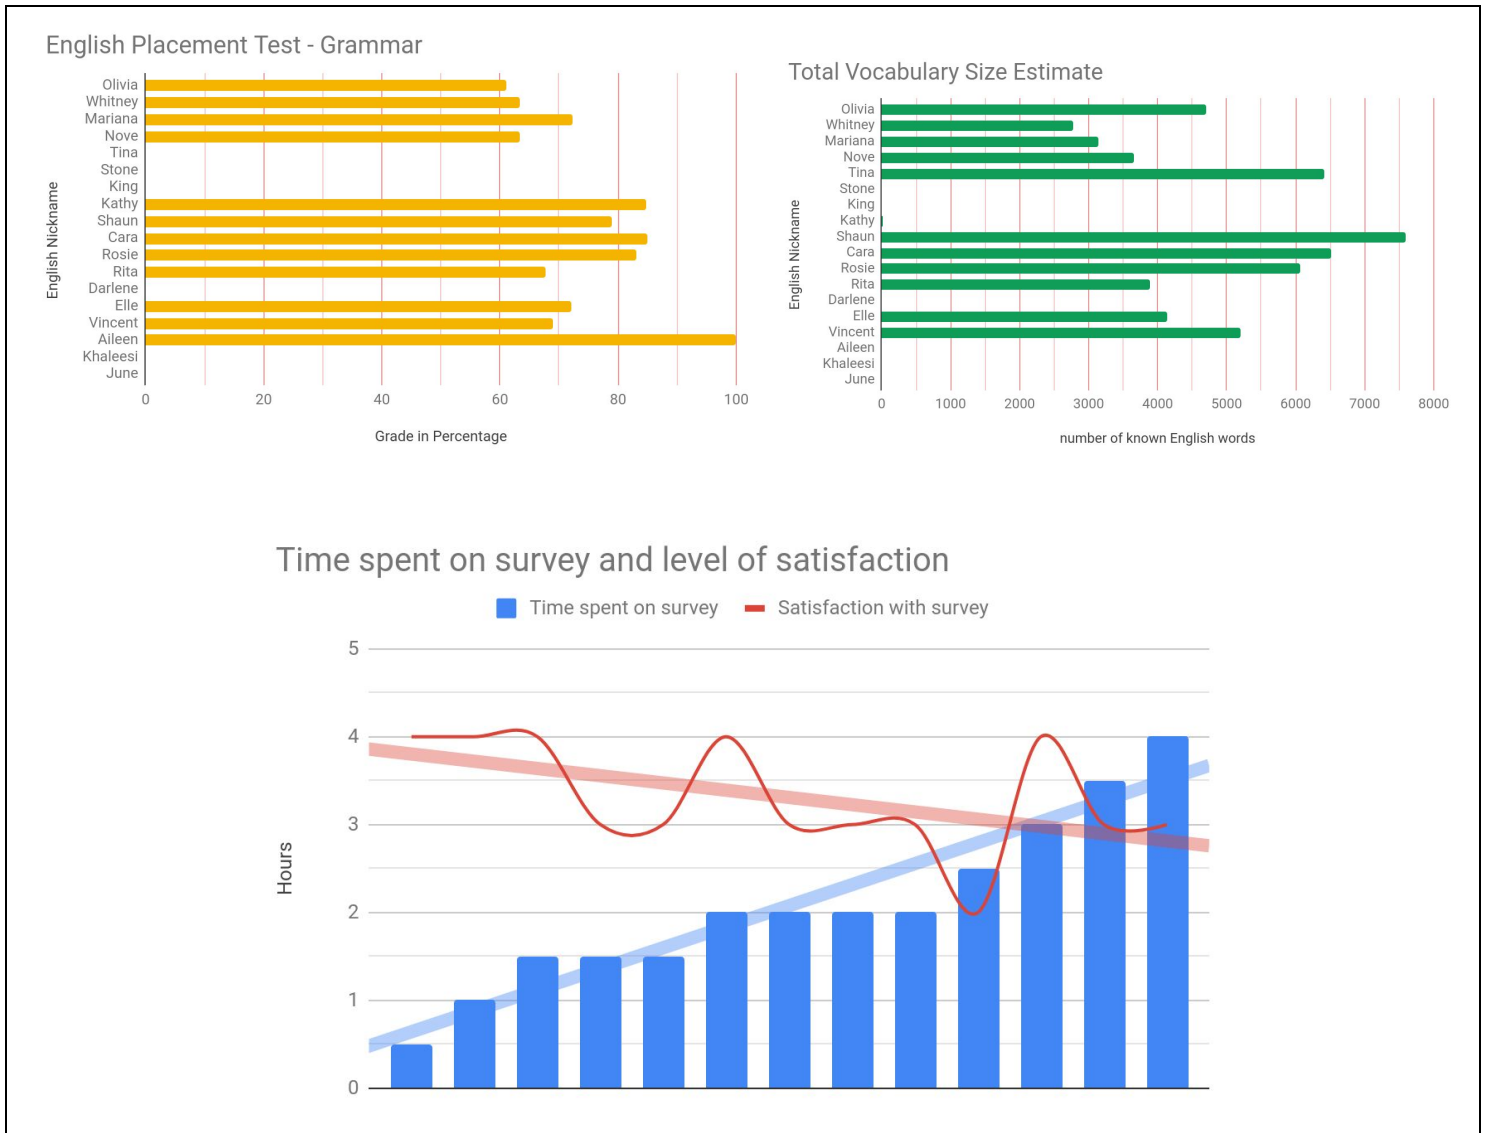 English Placement Test - Grammar
Olivia
Whitney
Mariana
Nove
Tina
Stone
King
Kathy
Shaun
Cara
Rosie
Rita
Darlene
Elle
Vincent
Aileen
Khaleesi
June
English Nickname
0 20 40 60 80 100
Grade in Percentage
Total Vocabulary Size Estimate
Olivia
Whitney
Mariana
Nove
Tina
Stone
King
Kathy
Shaun
Cara
Rosie
Rita
Darlene
Elle
Vincent
Aileen
Khaleesi
June
English Nickname
0 1000 2000 3000 4000 5000 6000 7000 8000
number of known English words
Time spent on survey and level of satisfaction
Time spent on survey Satisfaction with survey
5
4
3
2
1
0
Hours